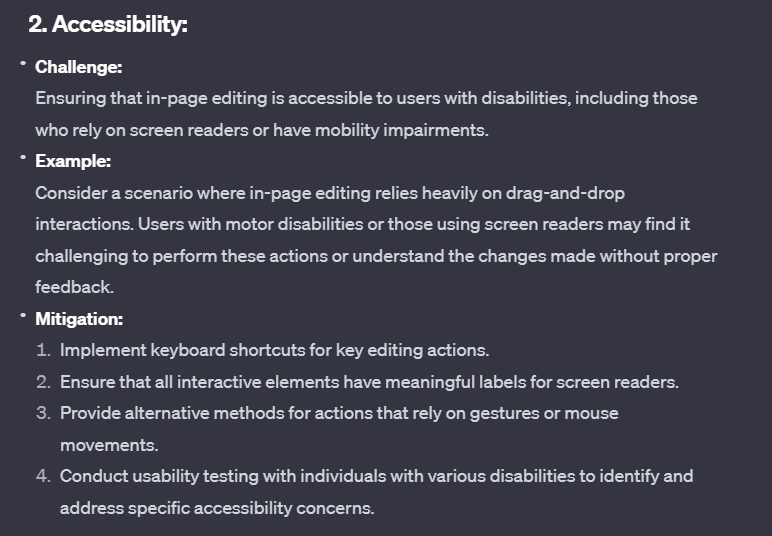 2. Accessibility:
• Challenge:
Ensuring that in-page editing is accessible to users with disabilities, including those
who rely on screen readers or have mobility impairments.
• Example:
Consider a scenario where in-page editing relies heavily on drag-and-drop
interactions. Users with motor disabilities or those using screen readers may find it
challenging to perform these actions or understand the changes made without proper
feedback.
• Mitigation:
1. Implement keyboard shortcuts for key editing actions.
2. Ensure that all interactive elements have meaningful labels for screen readers.
3. Provide alternative methods for actions that rely on gestures or mouse
movements.
4. Conduct usability testing with individuals with various disabilities to identify and
address specific accessibility concerns.